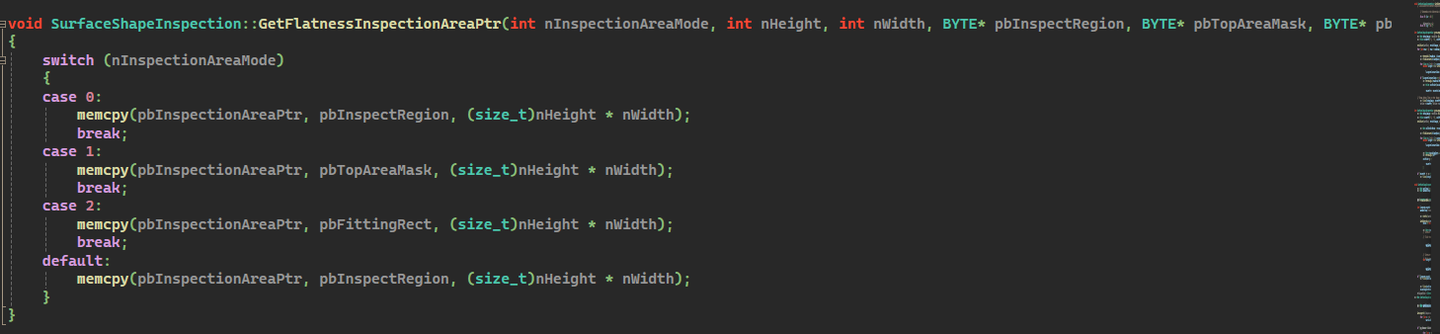 void SurfaceShapeInspection::GetFlatnessInspectionAreaPtr(int nInspectionAreaMode, int nHeight, int nWidth, BYTE* pbInspectRegion, BYTE* pbTopAreaMask, BYTE* pb
{
switch (nInspectionAreaMode)
{
case 0:
memcpy(pbInspectionAreaPtr, pbInspectRegion, (size_t)nHeight * nWidth);
break;
case 1:
memcpy(pbInspectionAreaPtr, pbTopAreaMask, (size_t)nHeight * nWidth);
break;
case 2:
memcpy(pbInspectionAreaPtr, pbFittingRect, (size_t)nHeight * nWidth);
break;
default:
memcpy(pbInspectionAreaPtr, pbInspectRegion, (size_t)nHeight * nWidth);
}
}